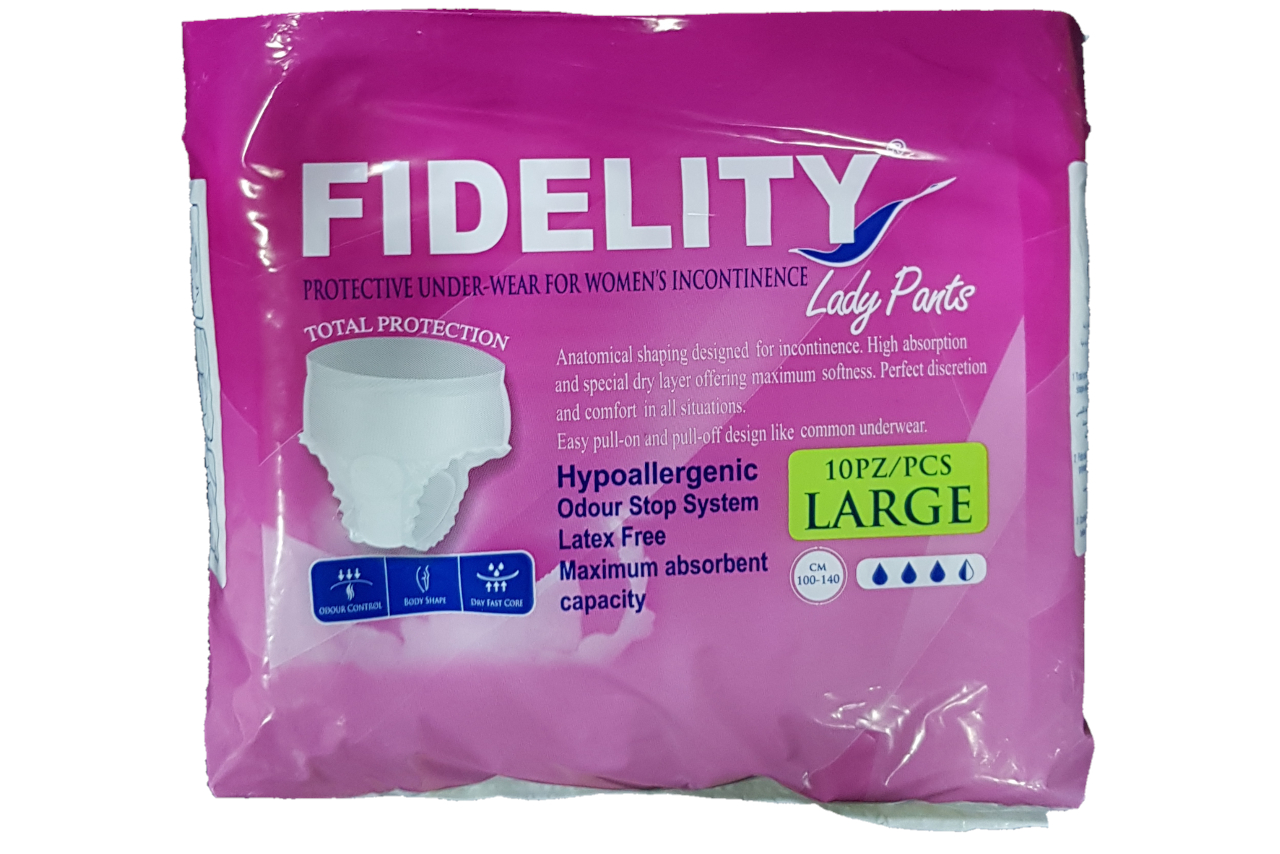 FIDELITY®
PROTECTIVE UNDER-WEAR FOR WOMEN'S INCONTINENCE
Lady Pants
TOTAL PROTECTION
Anatomical shaping designed for incontinence. High absorption
and special dry layer offering maximum softness. Perfect discretion
and comfort in all situations.
Easy pull-on and pull-off design like common underwear.
Hypoallergenic
Odour Stop System
Latex Free
Maximum absorbent
capacity
10PZ/PCS
LARGE
CM
100-140
ODOUR CONTROL
BODY SHAPE
DRY FAST CORE